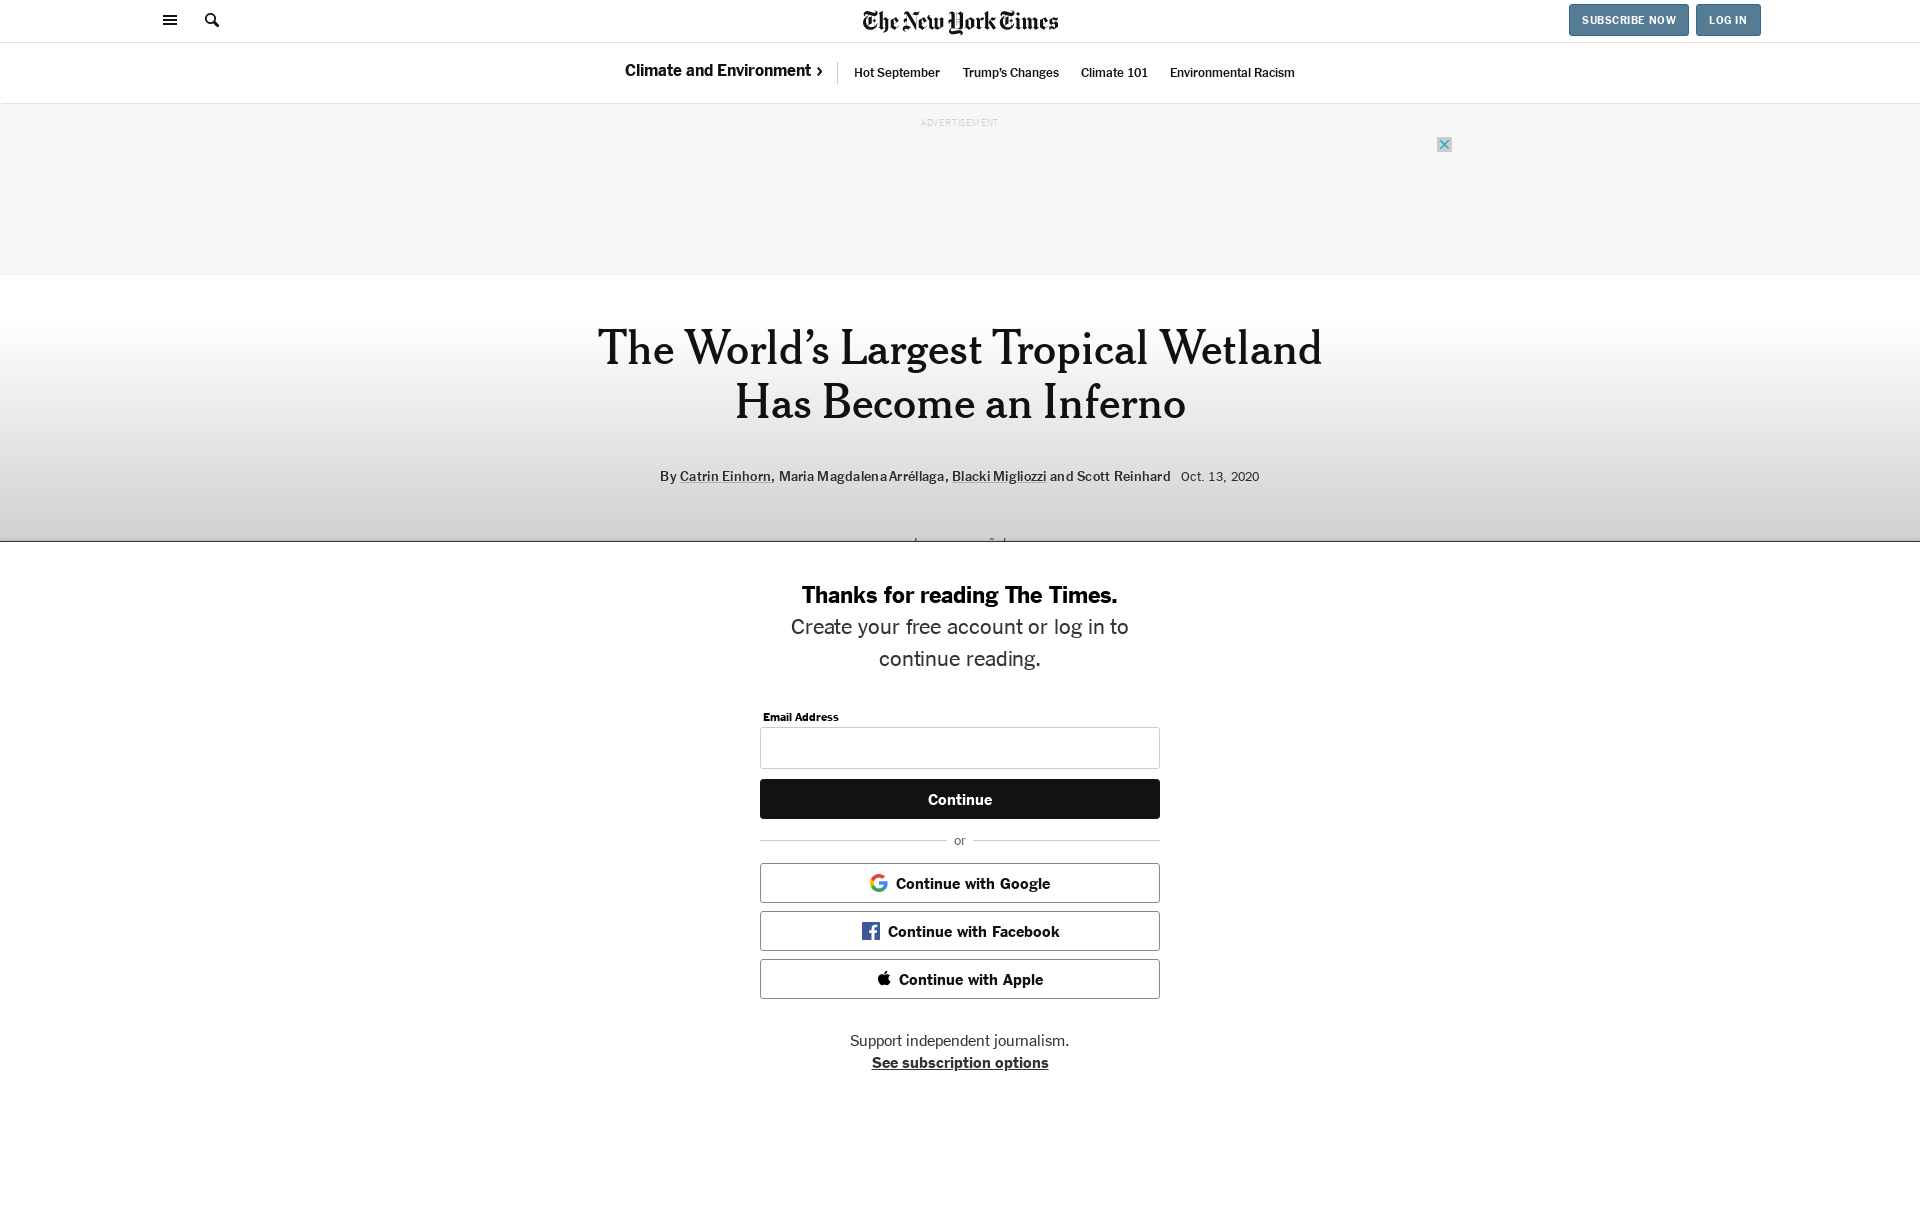 The New York Times
SUBSCRIBE NOW
LOG IN
Climate and Environment ›
Hot September
Trump's Changes
Climate 101
Environmental Racism
ADVERTISEMENT
The World’s Largest Tropical Wetland
Has Become an Inferno
By Catrin Einhorn, Maria Magdalena Arréllaga, Blacki Migliozzi and Scott Reinhard Oct. 13, 2020
Thanks for reading The Times.
Create your free account or log in to
continue reading.
Email Address
Continue
or
Continue with Google
Continue with Facebook
Continue with Apple
Support independent journalism.
See subscription options